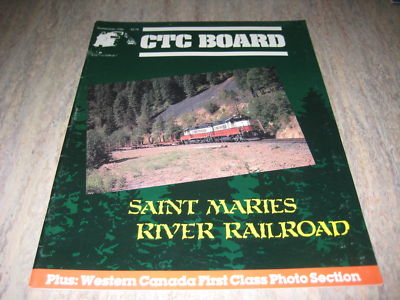 CTC BOARD
SAINT MARIES
RIVER RAILROAD
Plus: Western Canada First Class Photo Section